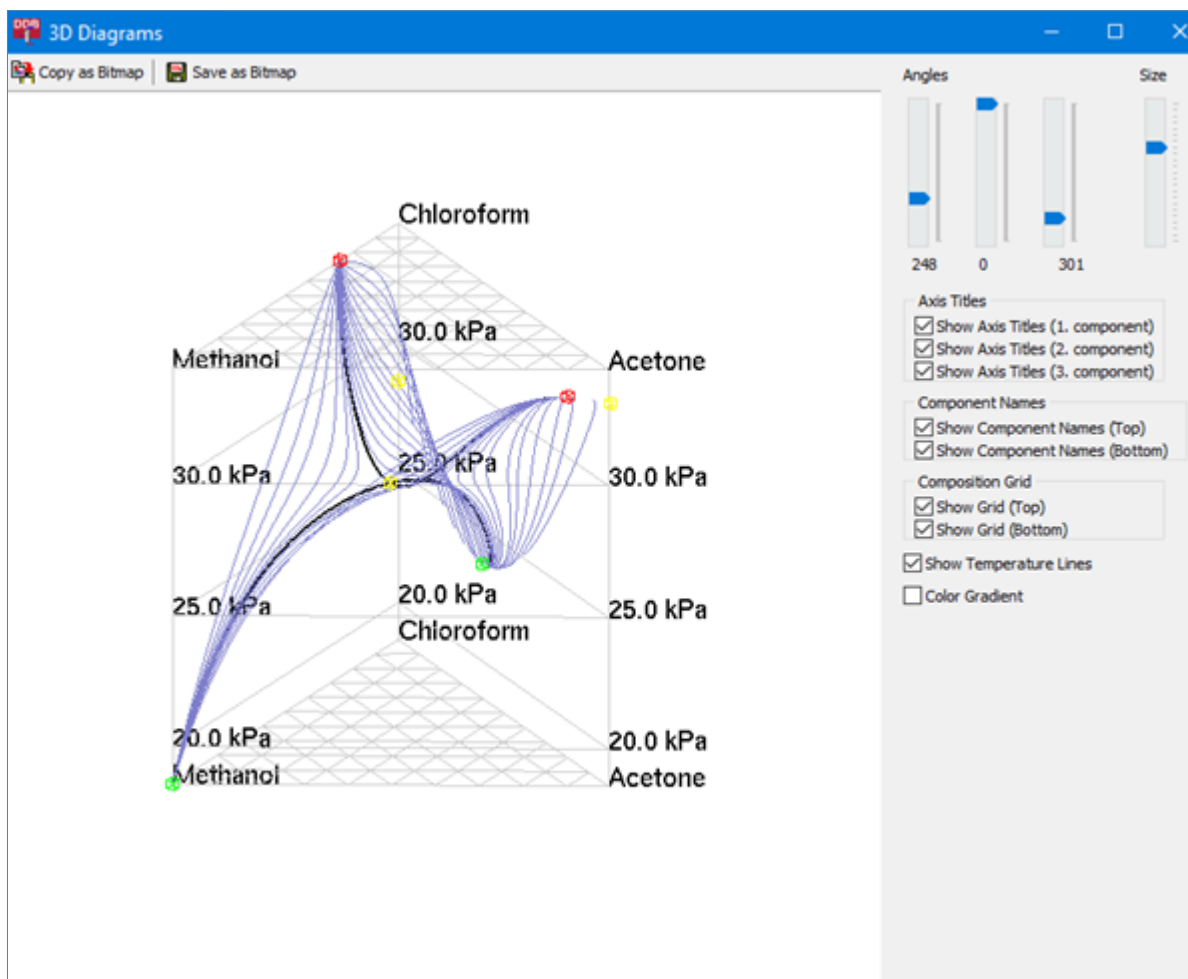 DDB
3D Diagrams
Copy as Bitmap
Save as Bitmap
Angles
Size
248
0
301
Axis Titles
Show Axis Titles (1. component)
Show Axis Titles (2. component)
Show Axis Titles (3. component)
Component Names
Show Component Names (Top)
Show Component Names (Bottom)
Composition Grid
Show Grid (Top)
Show Grid (Bottom)
Show Temperature Lines
Color Gradient
Chloroform
30.0 kPa
Methanol
Acetone
25.0 kPa
30.0 kPa
30.0 kPa
20.0 kPa
25.0 kPa
25.0 kPa
Chloroform
20.0 kPa
20.0 kPa
Methanol
Acetone